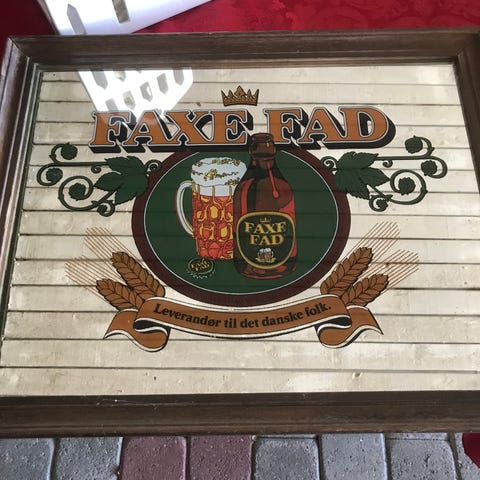 FAXE FAD
FAXE
FAD
Leverandør til det danske folk.